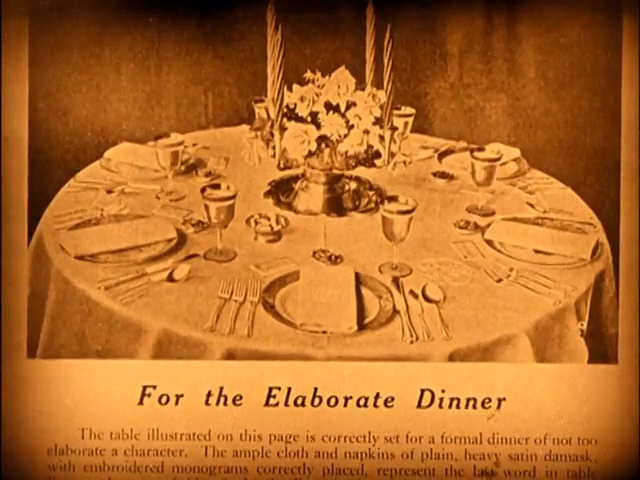 For the Elaborate Dinner
The table illustrated on this page is correctly set for a formal dinner of not too
elaborate a character. The ample cloth and napkins of plain, heavy satin damask,
with embroidered monograms correctly placed, represent the last word in table